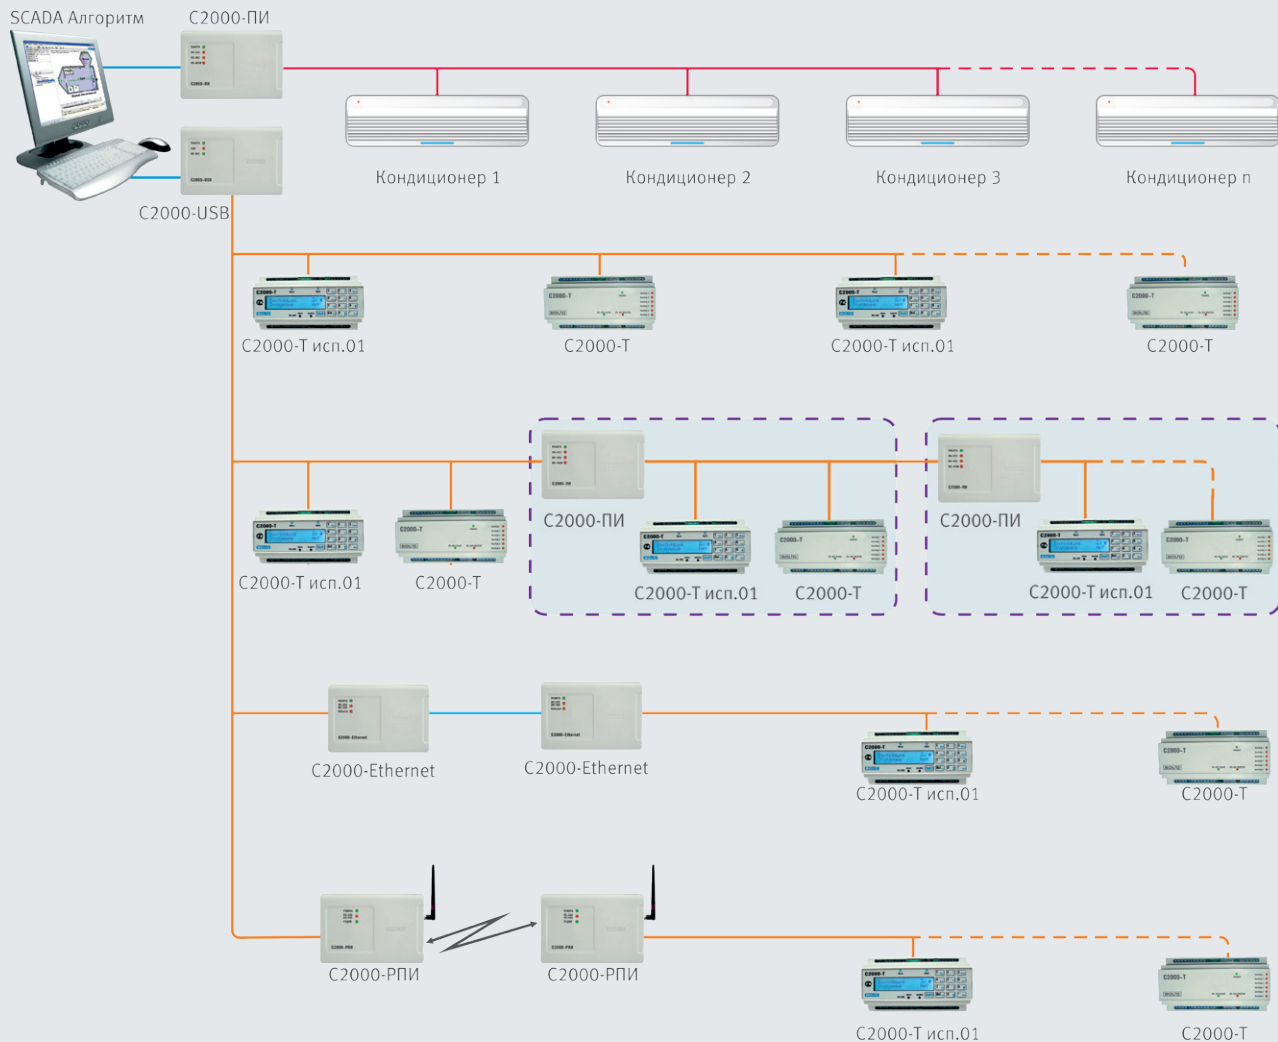 SCADA Алгоритм
С2000-ПИ
Кондиционер 1
Кондиционер 2
Кондиционер 3
Кондиционер n
С2000-USB
С2000-Т исп.01
С2000-Т
С2000-Т исп.01
С2000-Т
С2000-ПИ
С2000-ПИ
С2000-Т исп.01
С2000-Т
С2000-Т исп.01
С2000-Т
С2000-Т исп.01
С2000-Т
С2000-Ethernet
С2000-Ethernet
С2000-Т исп.01
С2000-Т
С2000-РПИ
С2000-РПИ
С2000-Т исп.01
С2000-Т